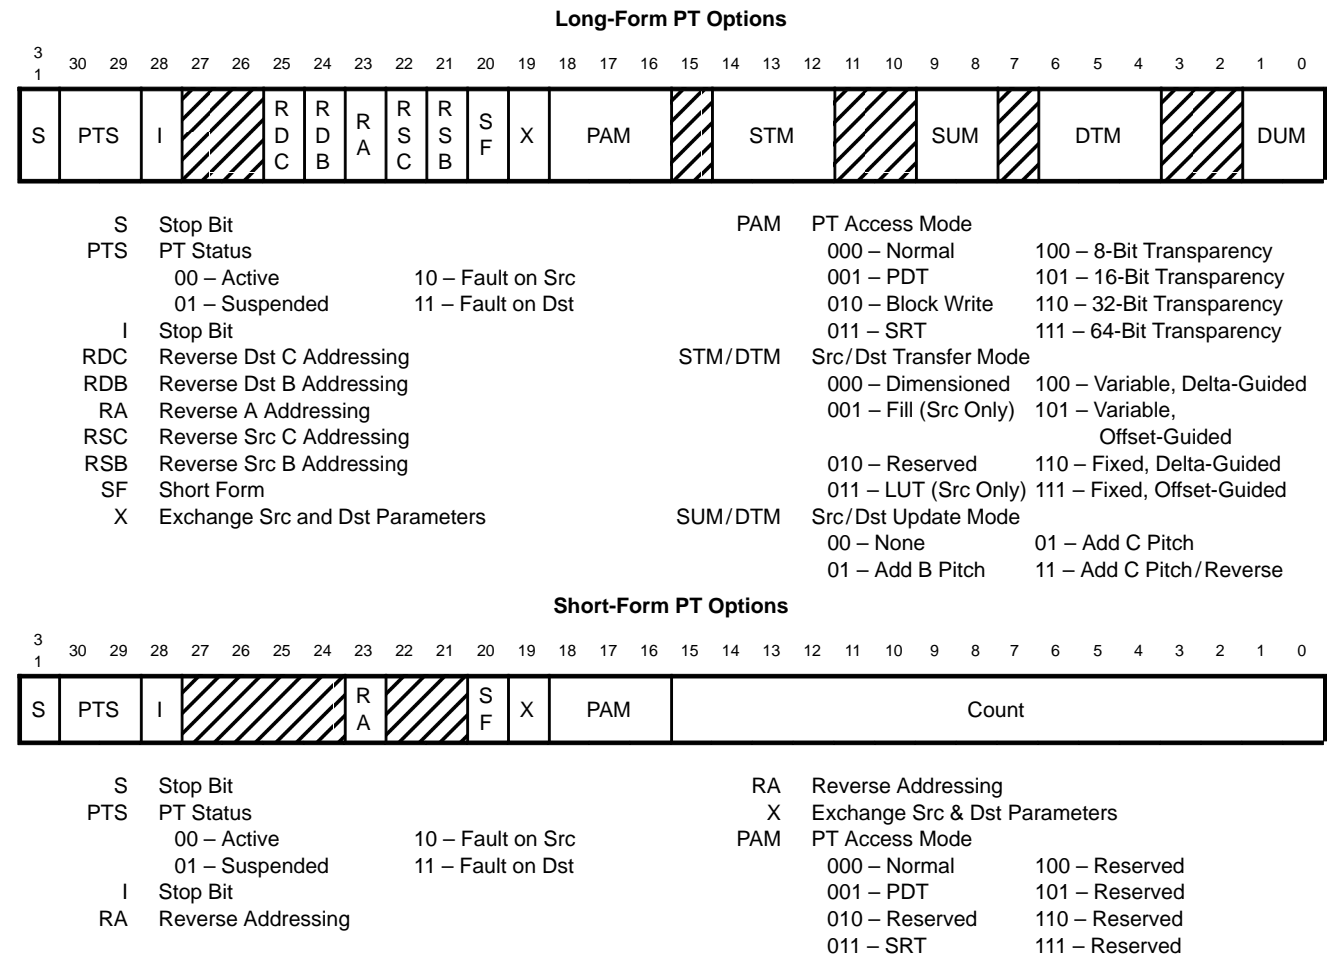 Long-Form PT Options
31 30 29 28 27 26 25 24 23 22 21 20 19 18 17 16 15 14 13 12 11 10 9 8 7 6 5 4 3 2 1 0
S PTS I RDC RDB RA RSC RSB SF X PAM STM SUM DTM DUM
S Stop Bit
PTS PT Status
00 – Active 10 – Fault on Src
01 – Suspended 11 – Fault on Dst
I Stop Bit
RDC Reverse Dst C Addressing
RDB Reverse Dst B Addressing
RA Reverse A Addressing
RSC Reverse Src C Addressing
RSB Reverse Src B Addressing
SF Short Form
X Exchange Src and Dst Parameters
PAM PT Access Mode
000 – Normal 100 – 8-Bit Transparency
001 – PDT 101 – 16-Bit Transparency
010 – Block Write 110 – 32-Bit Transparency
011 – SRT 111 – 64-Bit Transparency
STM/DTM Src/Dst Transfer Mode
000 – Dimensioned 100 – Variable, Delta-Guided
001 – Fill (Src Only) 101 – Variable,
Offset-Guided
010 – Reserved 110 – Fixed, Delta-Guided
011 – LUT (Src Only) 111 – Fixed, Offset-Guided
SUM/DTM Src/Dst Update Mode
00 – None 01 – Add C Pitch
01 – Add B Pitch 11 – Add C Pitch/Reverse
Short-Form PT Options
31 30 29 28 27 26 25 24 23 22 21 20 19 18 17 16 15 14 13 12 11 10 9 8 7 6 5 4 3 2 1 0
S PTS I RA SF X PAM Count
S Stop Bit
PTS PT Status
00 – Active 10 – Fault on Src
01 – Suspended 11 – Fault on Dst
I Stop Bit
RA Reverse Addressing
RA Reverse Addressing
X Exchange Src & Dst Parameters
PAM PT Access Mode
000 – Normal 100 – Reserved
001 – PDT 101 – Reserved
010 – Reserved 110 – Reserved
011 – SRT 111 – Reserved